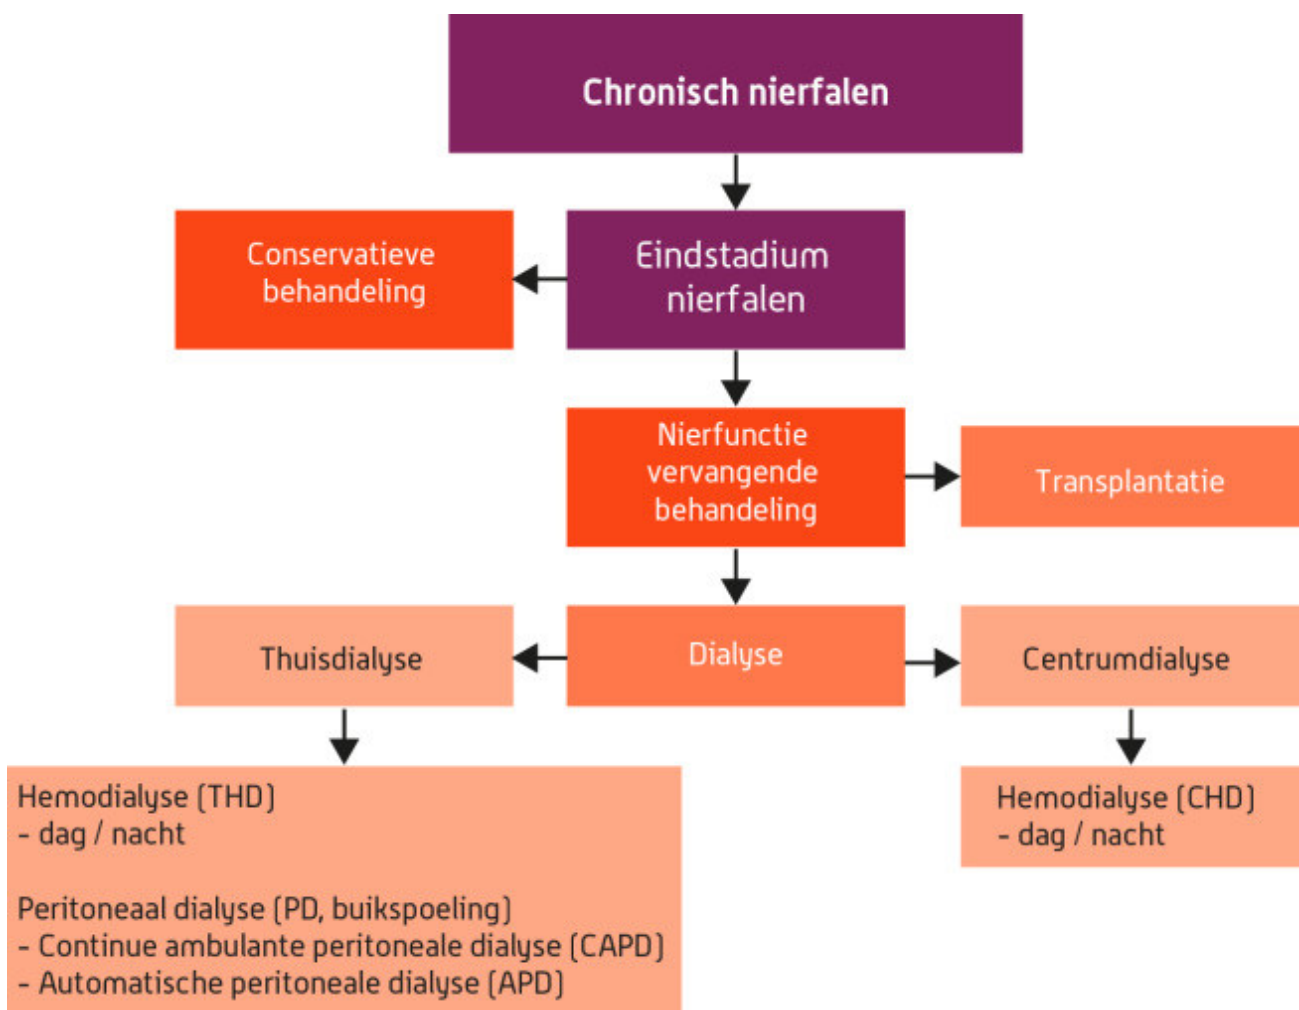 Chronisch nierfalen
Conservatieve
behandeling
Eindstadium
nierfalen
Nierfunctie
vervangende
behandeling
Transplantatie
Thuisdialyse
Dialyse
Centrumdialyse
Hemodialyse (THD)
- dag / nacht
Peritoneaal dialyse (PD, buikspoeling)
- Continue ambulante peritoneale dialyse (CAPD)
- Automatische peritoneale dialyse (APD)
Hemodialyse (CHD)
- dag / nacht